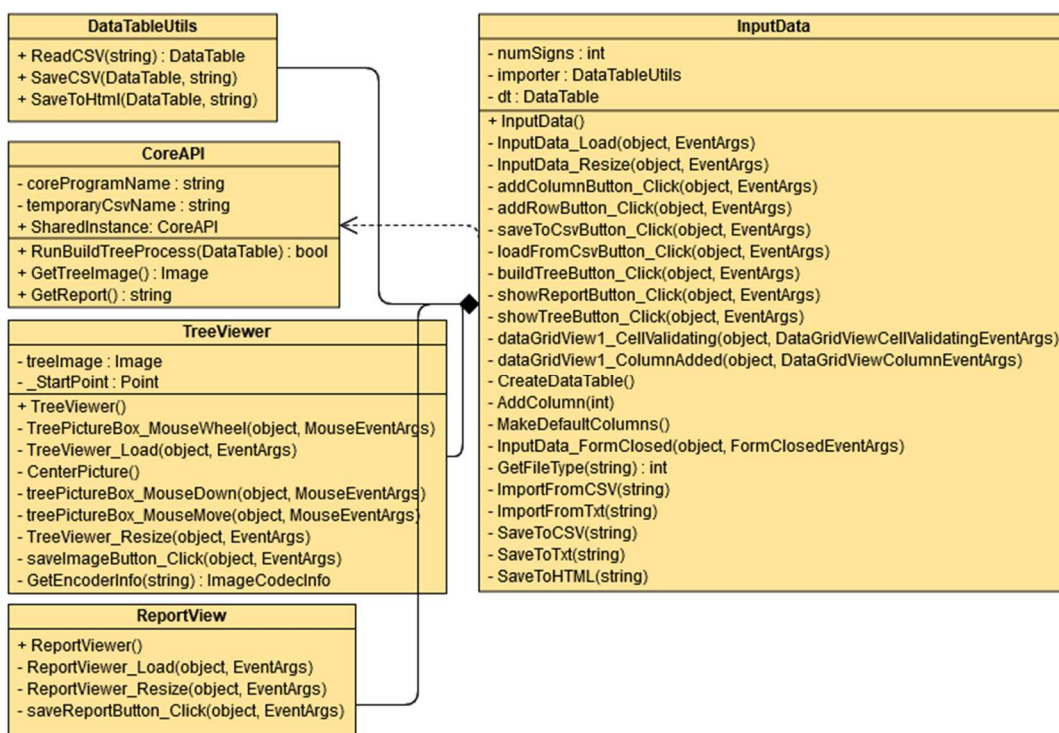 DataTableUtils
+ ReadCSV(string) : DataTable
+ SaveCSV(DataTable, string)
+ SaveToHtml(DataTable, string)
CoreAPI
- coreProgramName : string
- temporaryCsvName : string
+ SharedInstance: CoreAPI
+ RunBuildTreeProcess(DataTable) : bool
+ GetTreeImage() : Image
+ GetReport() : string
TreeViewer
- treeImage : Image
- _StartPoint : Point
+ TreeViewer()
- TreePictureBox_MouseWheel(object, MouseEventArgs)
- TreeViewer_Load(object, EventArgs)
- CenterPicture()
- treePictureBox_MouseDown(object, MouseEventArgs)
- treePictureBox_MouseMove(object, MouseEventArgs)
- TreeViewer_Resize(object, EventArgs)
- saveImageButton_Click(object, EventArgs)
- GetEncoderInfo(string) : ImageCodecInfo
ReportView
+ ReportViewer()
- ReportViewer_Load(object, EventArgs)
- ReportViewer_Resize(object, EventArgs)
- saveReportButton_Click(object, EventArgs)
InputData
- numSigns : int
- importer : DataTableUtils
- dt : DataTable
+ InputData()
- InputData_Load(object, EventArgs)
- InputData_Resize(object, EventArgs)
- addColumnButton_Click(object, EventArgs)
- addRowButton_Click(object, EventArgs)
- saveToCsvButton_Click(object, EventArgs)
- loadFromCsvButton_Click(object, EventArgs)
- buildTreeButton_Click(object, EventArgs)
- showReportButton_Click(object, EventArgs)
- showTreeButton_Click(object, EventArgs)
- dataGridView1_CellValidating(object, DataGridViewCellValidatingEventArgs)
- dataGridView1_ColumnAdded(object, DataGridViewColumnEventArgs)
- CreateDataTable()
- AddColumn(int)
- MakeDefaultColumns()
- InputData_FormClosed(object, FormClosedEventArgs)
- GetFileType(string) : int
- ImportFromCSV(string)
- ImportFromTxt(string)
- SaveToCSV(string)
- SaveToTxt(string)
- SaveToHTML(string)